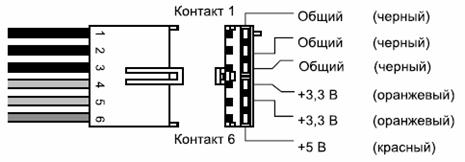 Контакт 1
1
2
3
4
5
6
Контакт 6
Общий (черный)
Общий (черный)
Общий (черный)
+3,3 В (оранжевый)
+3,3 В (оранжевый)
+5 В (красный)